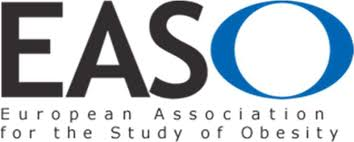 EASO
European Association
for the Study of Obesity